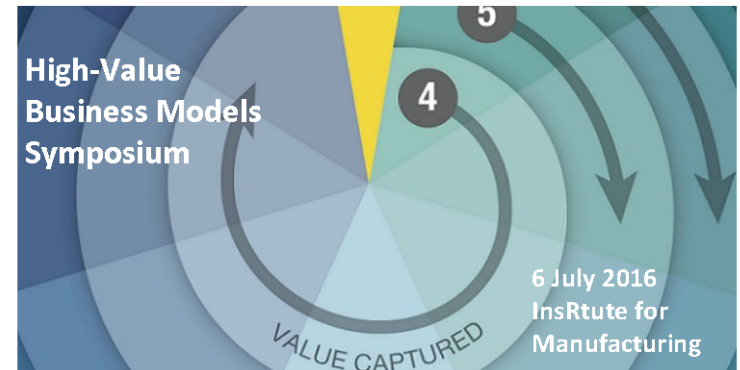 High-Value
Business Models
Symposium
5
4
VALUE CAPTURED
6 July 2016
InsRtute for
Manufacturing